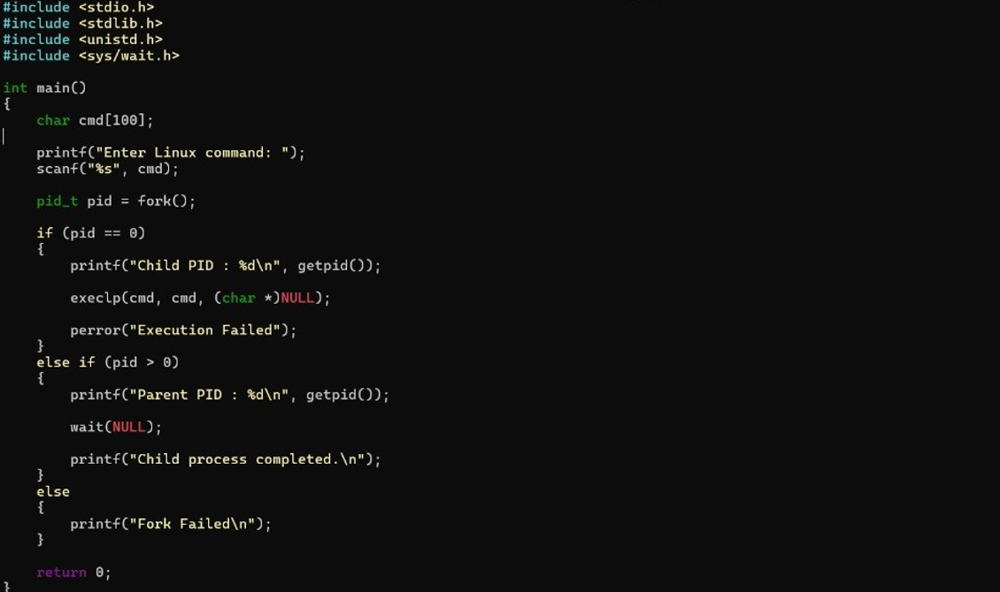 #include <stdio.h>
#include <stdlib.h>
#include <unistd.h>
#include <sys/wait.h>

int main()
{
    char cmd[100];

    printf("Enter Linux command: ");
    scanf("%s", cmd);

    pid_t pid = fork();

    if (pid == 0)
    {
        printf("Child PID : %d\n", getpid());

        execlp(cmd, cmd, (char *)NULL);

        perror("Execution Failed");
    }
    else if (pid > 0)
    {
        printf("Parent PID : %d\n", getpid());

        wait(NULL);

        printf("Child process completed.\n");
    }
    else
    {
        printf("Fork Failed\n");
    }

    return 0;
}